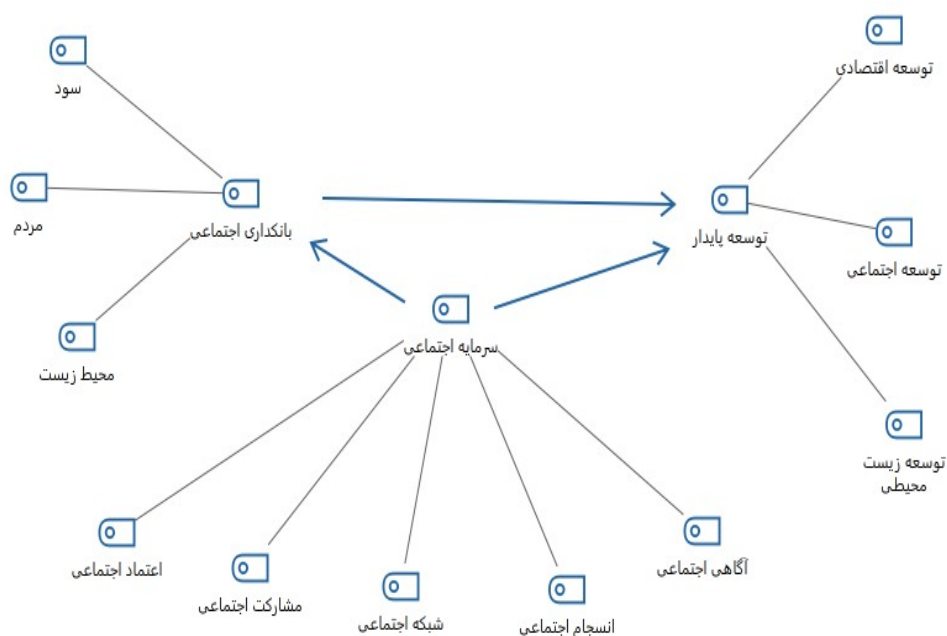 توسعه اقتصادی
سود
مردم
بانکداری اجتماعی
توسعه پایدار
توسعه اجتماعی
سرمایه اجتماعی
محیط زیست
توسعه زیست
محیطی
اعتماد اجتماعی
مشارکت اجتماعی
شبکه اجتماعی
انسجام اجتماعی
آگاهی اجتماعی